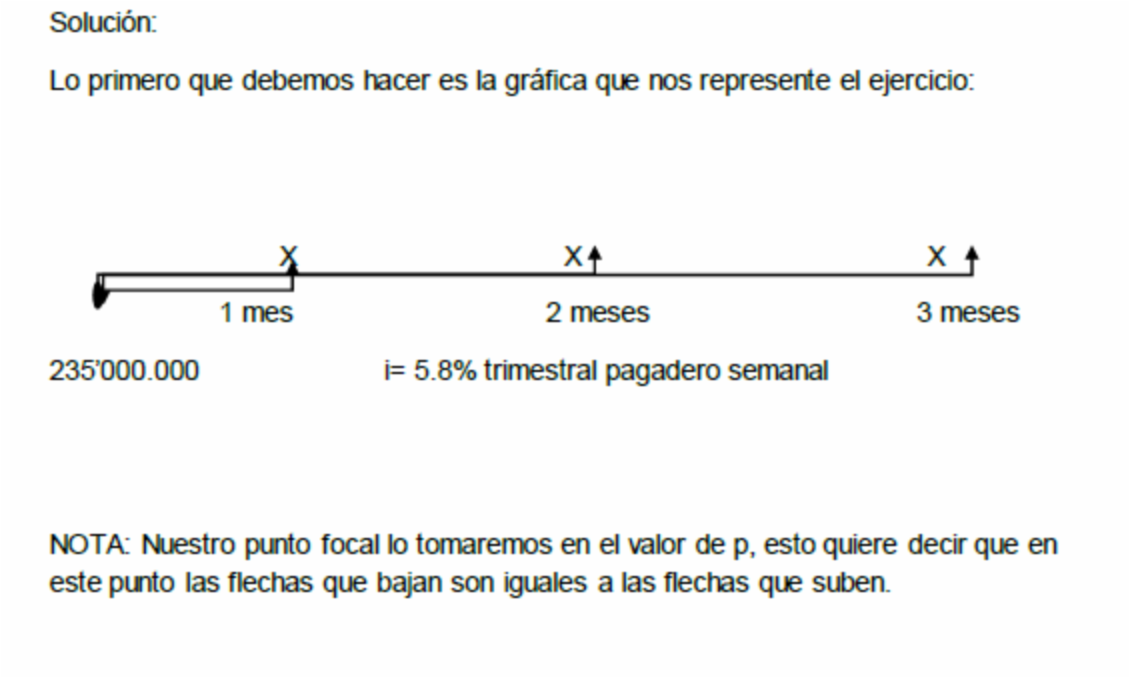 Solución:
Lo primero que debemos hacer es la gráfica que nos represente el ejercicio:
X X X
1 mes 2 meses 3 meses
235'000.000 i= 5.8% trimestral pagadero semanal
NOTA: Nuestro punto focal lo tomaremos en el valor de p, esto quiere decir que en
este punto las flechas que bajan son iguales a las flechas que suben.